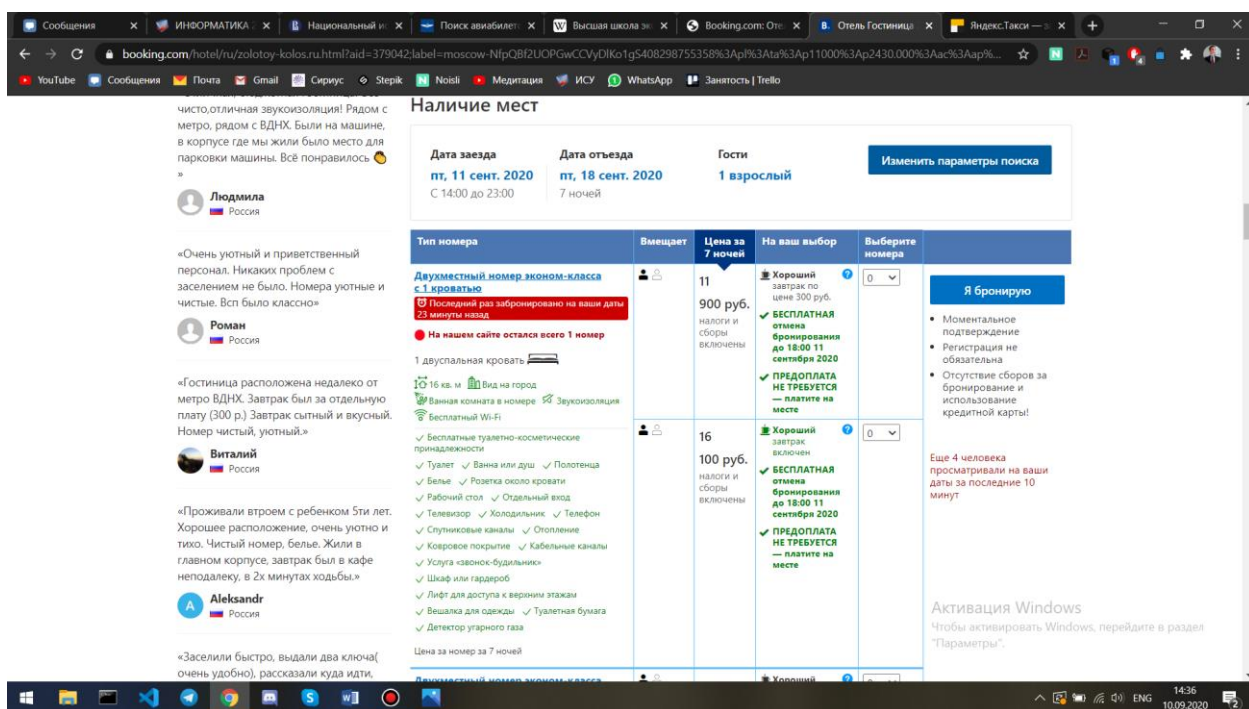 Сообщения
ИНФОРМАТИКА
Национальный ис
Поиск авиабилет
Высшая школа э
Booking.com: Оте
Отель Гостиница
Яндекс.Такси —
booking.com/hotel/ru/zolotoy-kolos.ru.html?aid=379042;label=moscow-NfpQBf2UOPGwCCVyDlKo1gS408298755358%3Apl%3Ata%3Ap11000%3Ap2430.000%3Aac%3Aap%...
YouTube
Сообщения
Почта
Gmail
Сириус
Stepik
Noisli
Медитация
ИСУ
WhatsApp
Занятость | Trello
чисто,отличная звукоизоляция! Рядом с
метро, рядом с ВДНХ. Были на машине,
в корпусе где мы жили было место для
парковки машины. Всё понравилось
»
Людмила
Россия
«Очень уютный и приветственный
персонал. Никаких проблем с
заселением не было. Номера уютные и
чистые. Всп было классно»
Роман
Россия
«Гостиница расположена недалеко от
метро ВДНХ. Завтрак был за отдельную
плату (300 р.) Завтрак сытный и вкусный.
Номер чистый, уютный.»
Виталий
Россия
«Проживали втроем с ребенком 5ти лет.
Хорошее расположение, очень уютно и
тихо. Чистый номер, белье. Жили в
главном корпусе, завтрак был в кафе
неподалеку, в 2х минутах ходьбы.»
A
Aleksandr
Россия
«Заселили быстро, выдали два ключа(
очень удобно), рассказали куда идти,
Наличие мест
Дата заезда
пт, 11 сент. 2020
С 14:00 до 23:00
Дата отъезда
пт, 18 сент. 2020
7 ночей
Гости
1 взрослый
Изменить параметры поиска
Тип номера
Вмещает
Цена за
7 ночей
На ваш выбор
Выберите
номера
Двухместный номер эконом-класса
с 1 кроватью
Последний раз забронировано на ваши даты
23 минуты назад
На нашем сайте остался всего 1 номер
1 двуспальная кровать
16 кв. м Вид на город
Ванная комната в номере Звукоизоляция
Бесплатный Wi-Fi
Бесплатные туалетно-косметические
принадлежности
Туалет Ванна или душ Полотенца
Белье Розетка около кровати
Рабочий стол Отдельный вход
Телевизор Холодильник Телефон
Спутниковые каналы Отопление
Ковровое покрытие Кабельные каналы
Услуга «звонок-будильник»
Шкаф или гардероб
Лифт для доступа к верхним этажам
Вешалка для одежды Туалетная бумага
Детектор угарного газа
Цена за номер за 7 ночей
11
900 руб.
налоги и
сборы
включены
Хороший
завтрак по
цене 300 руб.
БЕСПЛАТНАЯ
отмена
бронирования
до 18:00 11
сентября 2020
ПРЕДОПЛАТА
НЕ ТРЕБУЕТСЯ
— платите на
месте
0
16
100 руб.
налоги и
сборы
включены
Хороший
завтрак
включен
БЕСПЛАТНАЯ
отмена
бронирования
до 18:00 11
сентября 2020
ПРЕДОПЛАТА
НЕ ТРЕБУЕТСЯ
— платите на
месте
0
Я бронирую
Моментальное
подтверждение
Регистрация не
обязательна
Отсутствие сборов за
бронирование и
использование
кредитной карты!
Еще 4 человека
просматривали на ваши
даты за последние 10
минут
Двухместный номер эконом-класса
Хороший
Активация Windows
Чтобы активировать Windows, перейдите в раздел
"Параметры".
ENG
14:36
10.09.2020